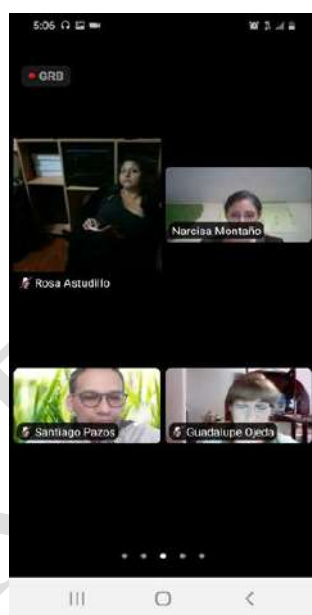 5:06
GRB
Narcisa Montaño
Rosa Astudillo
Santiago Pazos
Guadalupe Ojeda